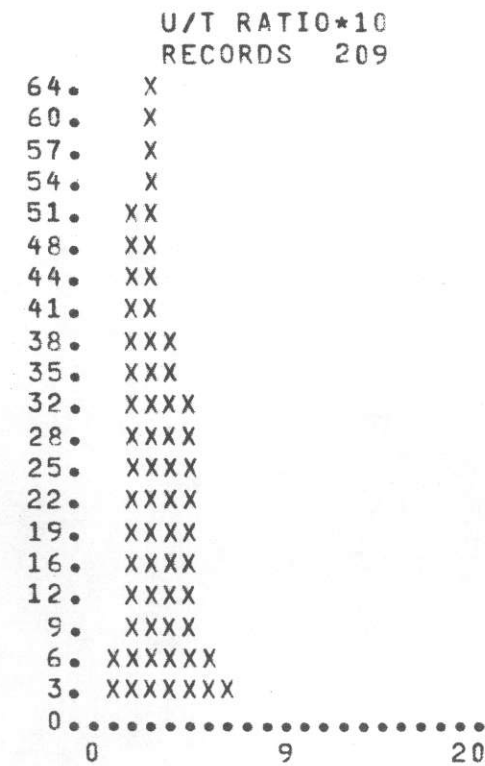 U/T RATIO*10
RECORDS 209
64. X
60. X
57. X
54. X
51. XX
48. XX
44. XX
41. XX
38. XXX
35. XXX
32. XXXX
28. XXXX
25. XXXX
22. XXXX
19. XXXX
16. XXXX
12. XXXX
9. XXXX
6. XXXXXX
3. XXXXXXX
0......................
0 9 20